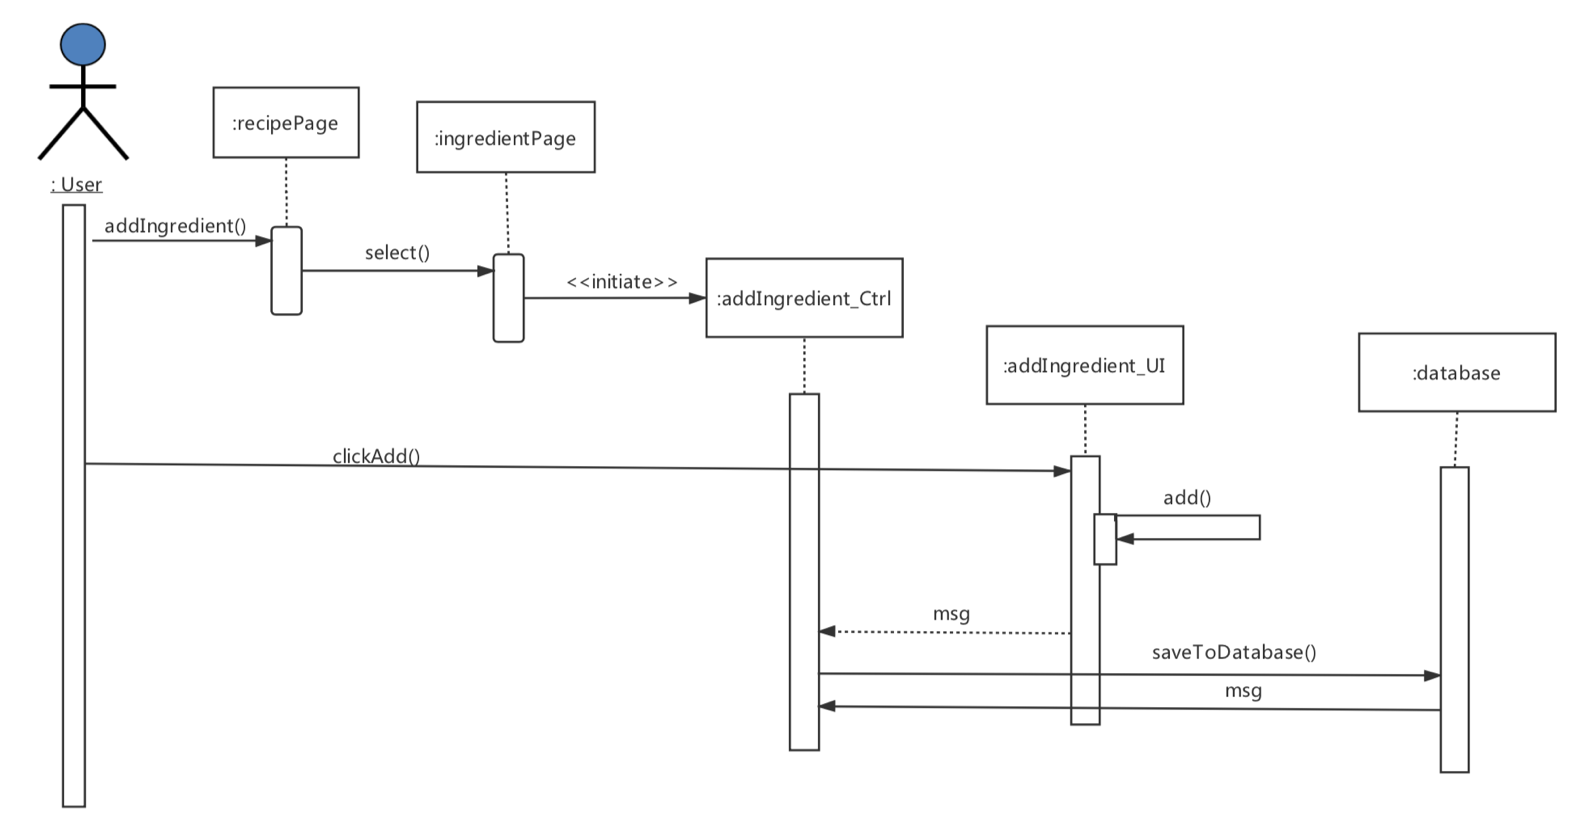 :recipePage
:ingredientPage
: User
addIngredient()
select()
<<initiate>>
:addIngredient_Ctrl
:addIngredient_UI
:database
clickAdd()
add()
msg
saveToDatabase()
msg